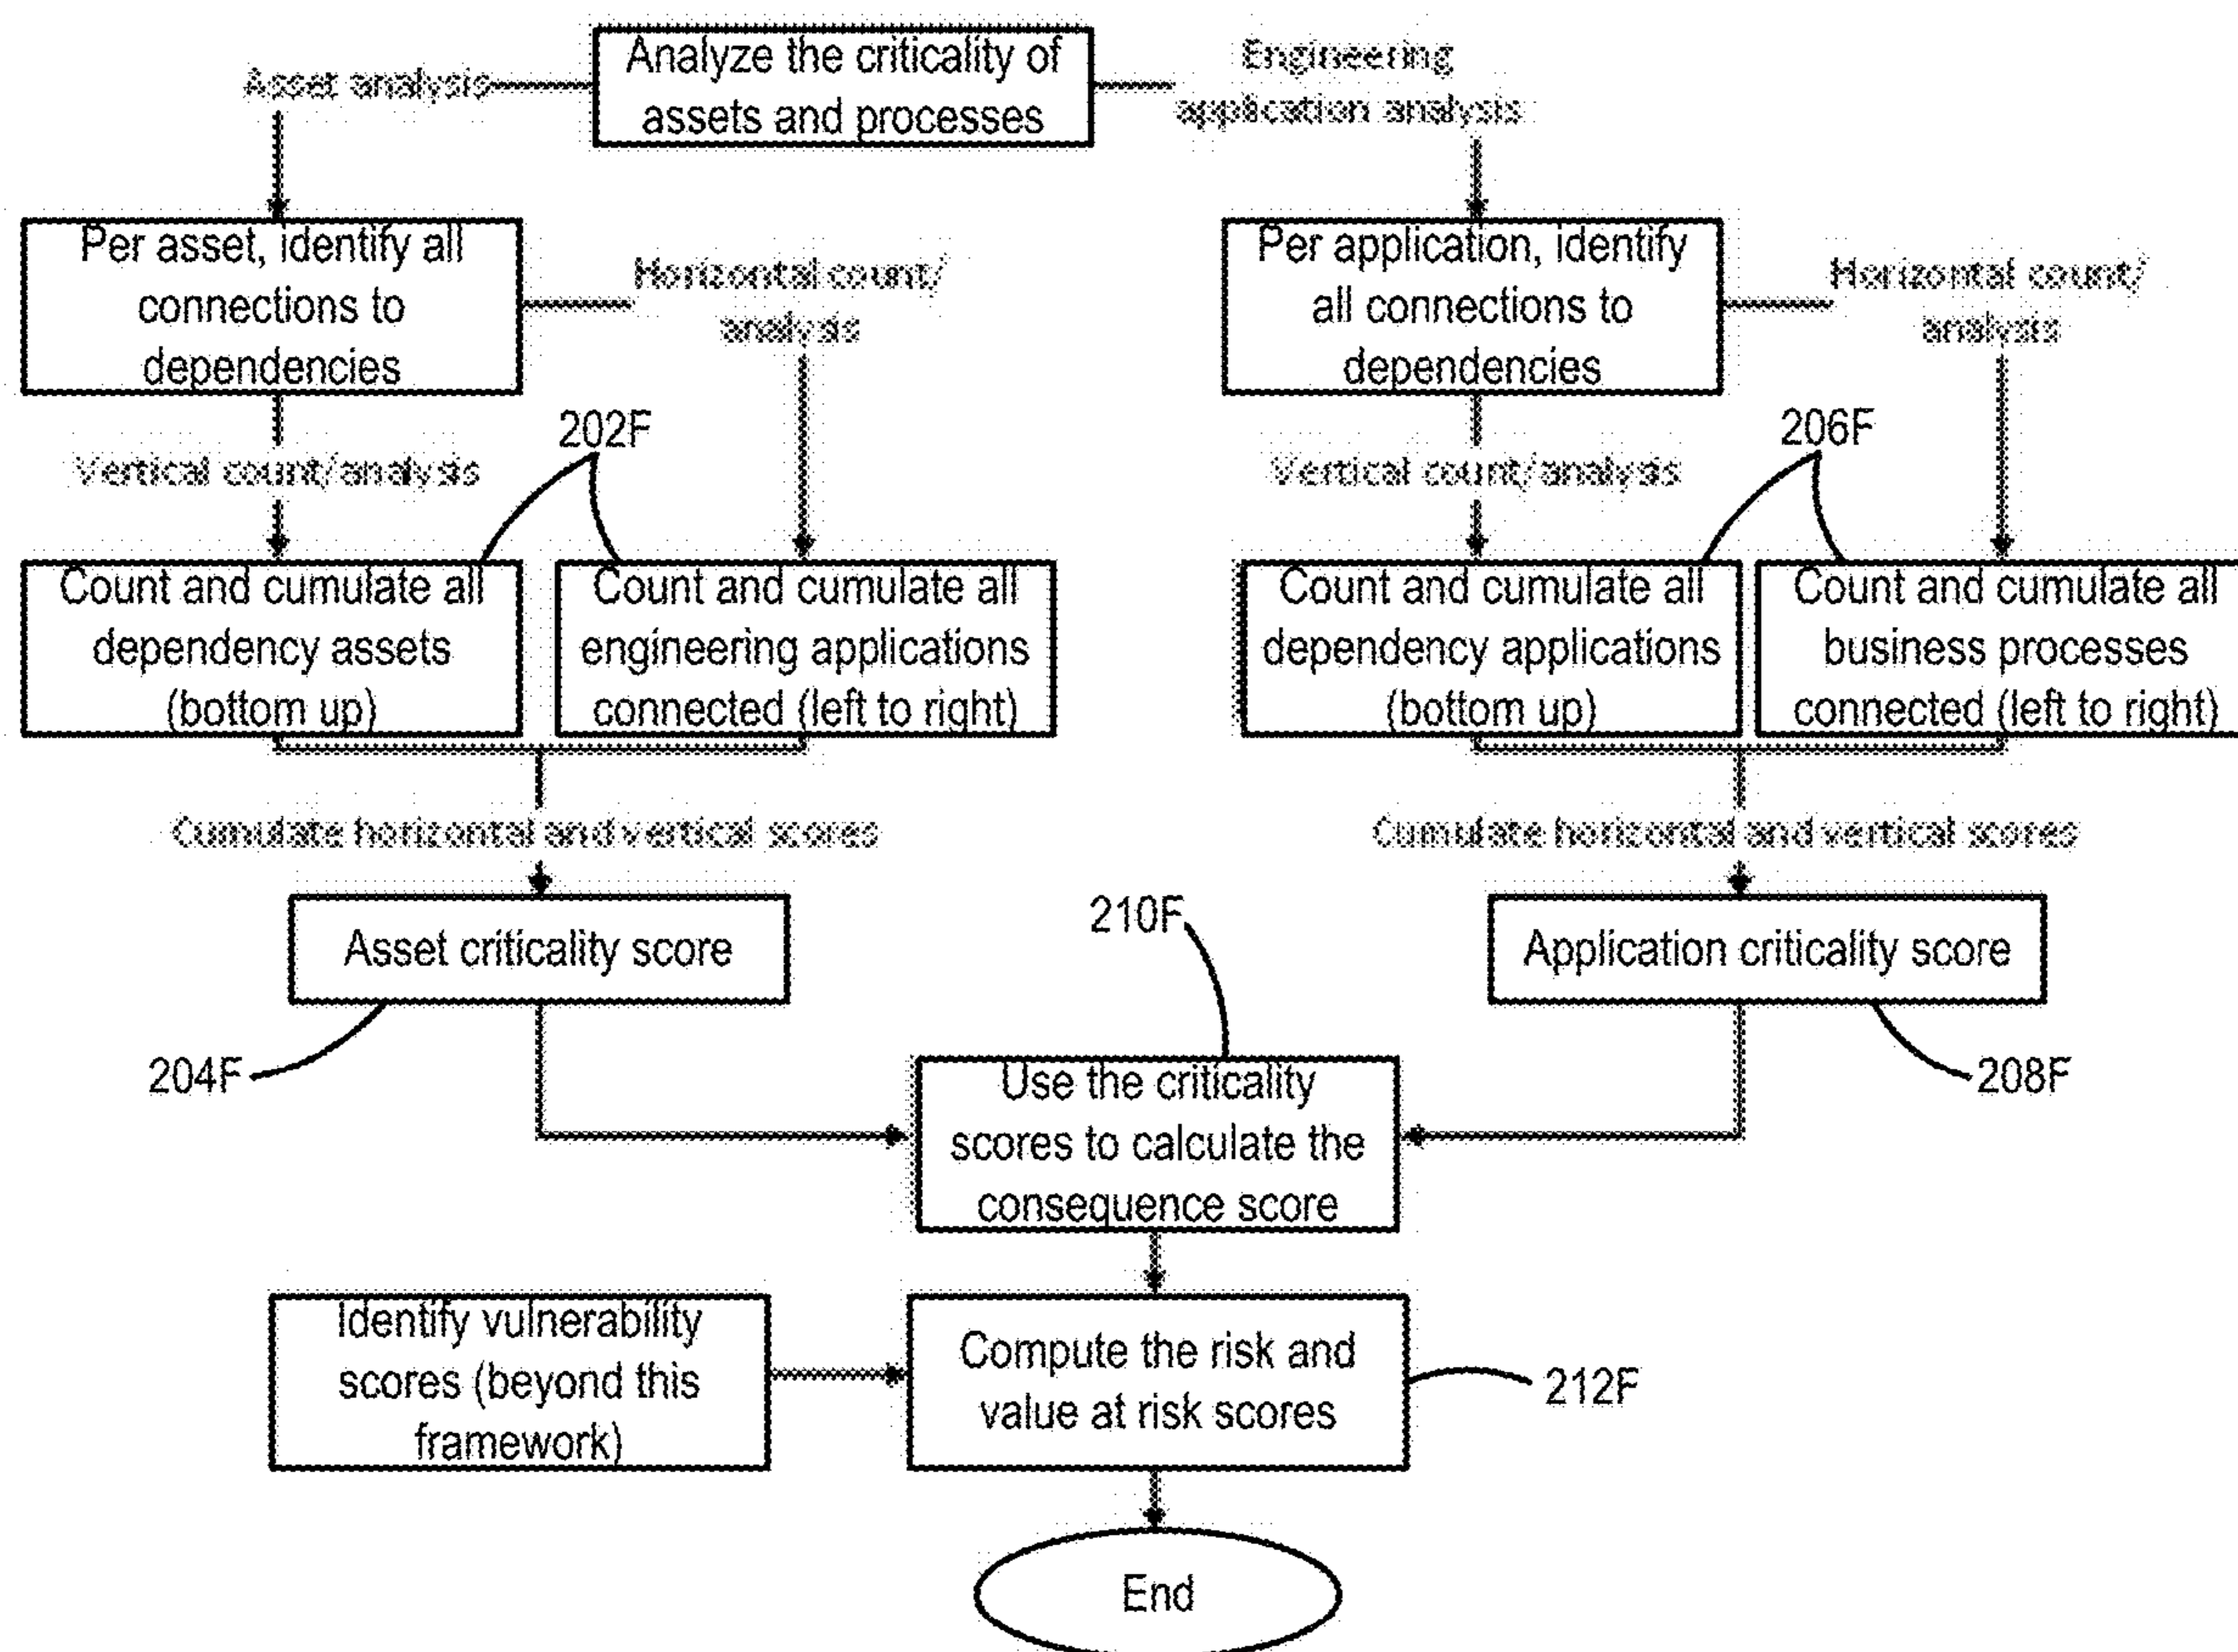 Analyze the criticality of
assets and processes
Asset analysis
Engineering
application analysis
Per asset, identify all
connections to
dependencies
Horizontal count/
analysis
Per application, identify
all connections to
dependencies
Horizontal count/
analysis
202F
206F
Vertical count/analysis
Vertical count/analysis
Count and cumulate all
dependency assets
(bottom up)
Count and cumulate all
engineering applications
connected (left to right)
Count and cumulate all
dependency applications
(bottom up)
Count and cumulate all
business processes
connected (left to right)
Cumulate horizontal and vertical scores
Cumulate horizontal and vertical scores
Asset criticality score
210F
Application criticality score
204F
208F
Use the criticality
scores to calculate the
consequence score
Identify vulnerability
scores (beyond this
framework)
Compute the risk and
value at risk scores
212F
End